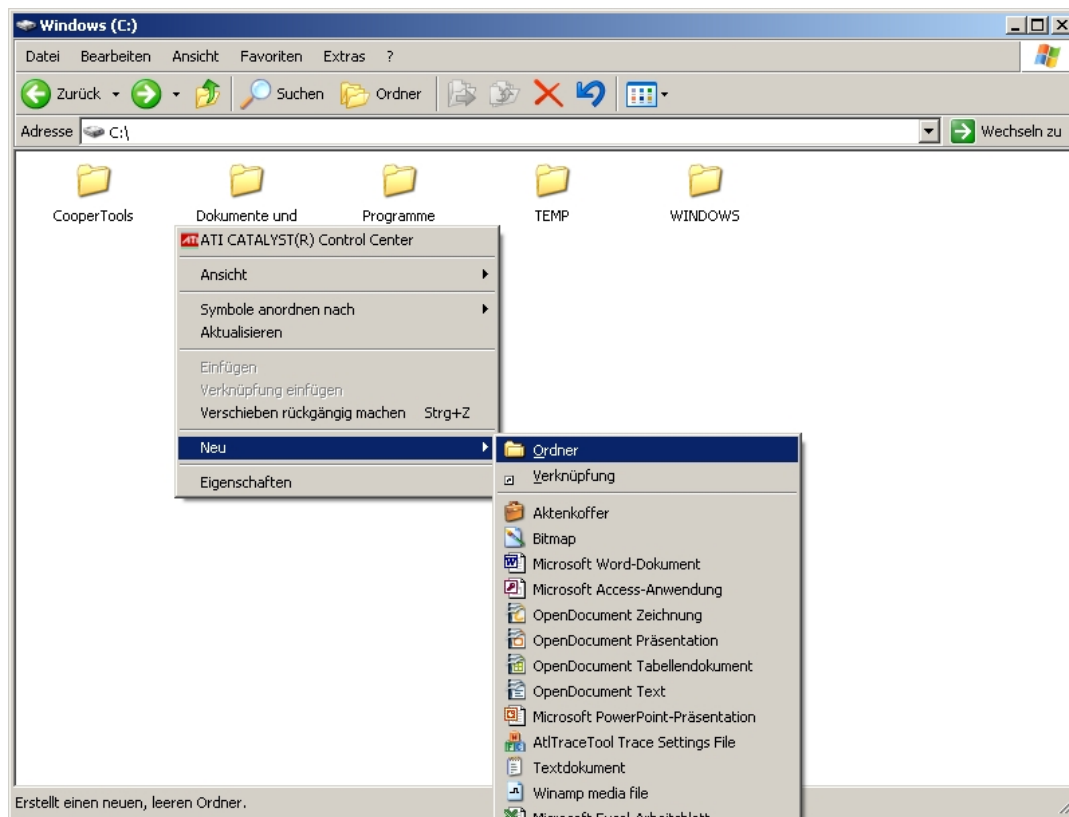 Windows (C:)
Datei Bearbeiten Ansicht Favoriten Extras ?
Zurück Suchen Ordner
Adresse C:\ Wechseln zu
CooperTools Dokumente und Programme TEMP WINDOWS
ATI CATALYST(R) Control Center
Ansicht
Symbole anordnen nach
Aktualisieren
Einfügen
Verknüpfung einfügen
Verschieben rückgängig machen Strg+Z
Neu
Eigenschaften
Ordner
Verknüpfung
Aktenkoffer
Bitmap
Microsoft Word-Dokument
Microsoft Access-Anwendung
OpenDocument Zeichnung
OpenDocument Präsentation
OpenDocument Tabellendokument
OpenDocument Text
Microsoft PowerPoint-Präsentation
AtlTraceTool Trace Settings File
Textdokument
Winamp media file
Microsoft Excel-Arbeitsblatt
Erstellt einen neuen, leeren Ordner.